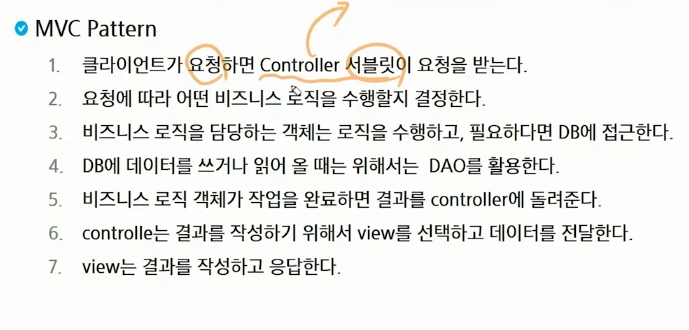 MVC Pattern
1. 클라이언트가 요청하면 Controller 서블릿이 요청을 받는다.
2. 요청에 따라 어떤 비즈니스 로직을 수행할지 결정한다.
3. 비즈니스 로직을 담당하는 객체는 로직을 수행하고, 필요하다면 DB에 접근한다.
4. DB에 데이터를 쓰거나 읽어 올 때는 위해서는 DAO를 활용한다.
5. 비즈니스 로직 객체가 작업을 완료하면 결과를 controller에 돌려준다.
6. controlle는 결과를 작성하기 위해서 view를 선택하고 데이터를 전달한다.
7. view는 결과를 작성하고 응답한다.